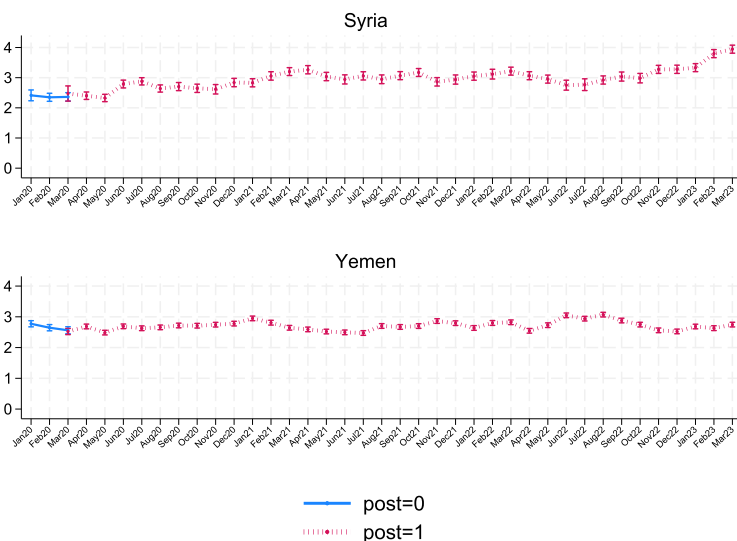 Syria
4
3
2
1
0
Jan20 Feb20 Mar20 Apr20 May20 Jun20 Jul20 Aug20 Sep20 Oct20 Nov20 Dec20 Jan21 Feb21 Mar21 Apr21 May21 Jun21 Jul21 Aug21 Sep21 Oct21 Nov21 Dec21 Jan22 Feb22 Mar22 Apr22 May22 Jun22 Jul22 Aug22 Sep22 Oct22 Nov22 Dec22 Jan23 Feb23 Mar23
Yemen
4
3
2
1
0
Jan20 Feb20 Mar20 Apr20 May20 Jun20 Jul20 Aug20 Sep20 Oct20 Nov20 Dec20 Jan21 Feb21 Mar21 Apr21 May21 Jun21 Jul21 Aug21 Sep21 Oct21 Nov21 Dec21 Jan22 Feb22 Mar22 Apr22 May22 Jun22 Jul22 Aug22 Sep22 Oct22 Nov22 Dec22 Jan23 Feb23 Mar23
post=0
post=1